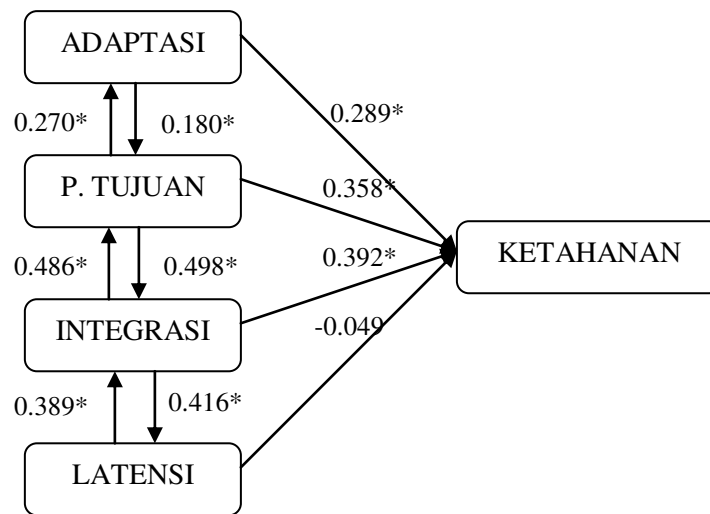 ADAPTASI
0.270*
0.180*
0.289*
P. TUJUAN
0.358*
KETAHANAN
0.486*
0.498*
0.392*
INTEGRASI
-0.049
0.389*
0.416*
LATENSI